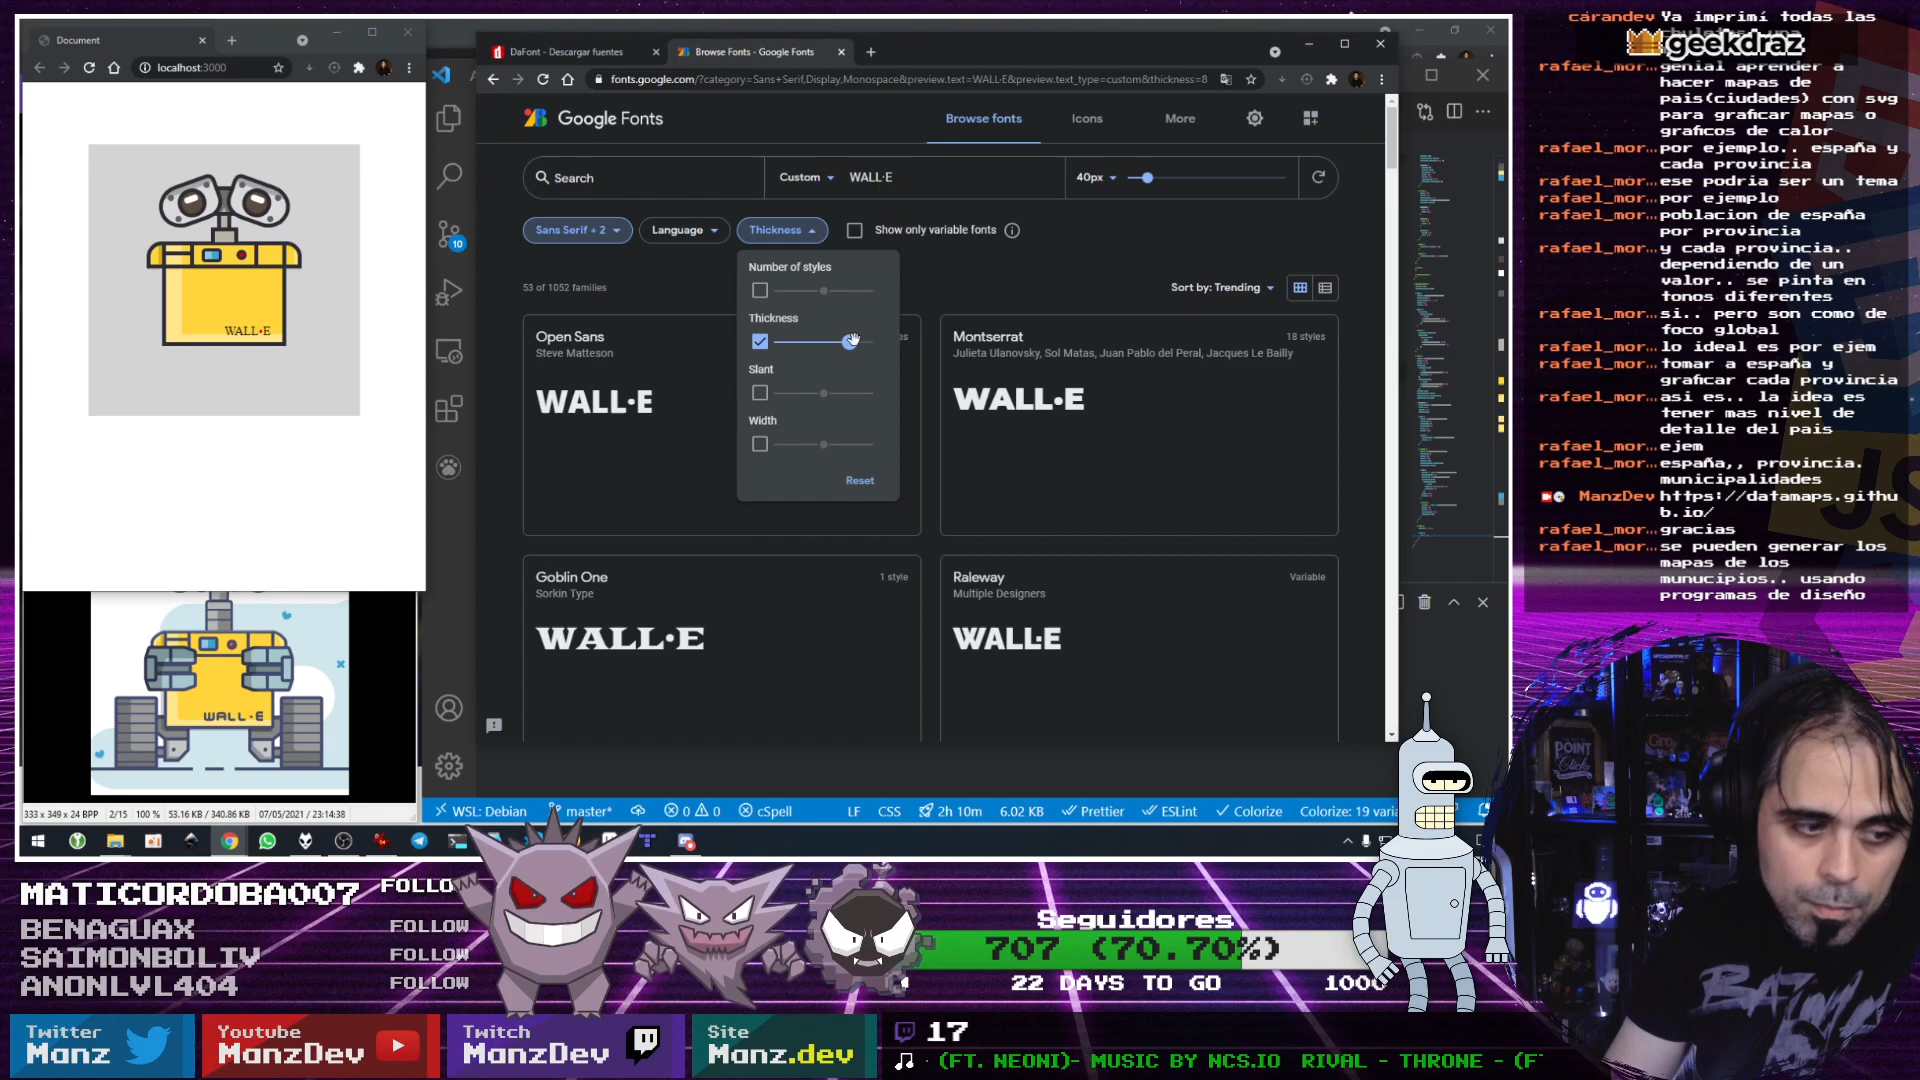 Document
localhost:3000
WALL•E
WALL•E
333 x 349 x 24 BPP
2/15
100 %
53.16 KB / 340.86 KB
07/05/2021 / 23:14:38
DaFont - Descargar fuentes
Browse Fonts - Google Fonts
fonts.google.com/?category=Sans+Serif,Display,Monospace&preview.text=WALL·E&preview.text_type=custom&thickness=8
Google Fonts
Browse fonts
Icons
More
Search
Custom
WALL·E
40px
Sans Serif + 2
Language
Thickness
Show only variable fonts
Number of styles
Thickness
Slant
Width
Reset
53 of 1052 families
Sort by: Trending
Open Sans
Steve Matteson
WALL·E
Montserrat
18 styles
Julieta Ulanovsky, Sol Matas, Juan Pablo del Peral, Jacques Le Bailly
WALL·E
Goblin One
1 style
Sorkin Type
WALL·E
Raleway
Variable
Multiple Designers
WALL·E
10
WSL: Debian
master*
0
0
cSpell
LF
CSS
2h 10m
6.02 KB
Prettier
ESLint
Colorize
Colorize: 19 varia
carandev Ya imprimí todas las
geekdraz
rafael_mor… genial aprender a
hacer mapas de
pais(ciudades) con svg
para graficar mapas o
graficos de calor
rafael_mor… por ejemplo.. españa y
cada provincia
rafael_mor… ese podria ser un tema
rafael_mor… por ejemplo
rafael_mor… poblacion de españa
por provincia
rafael_mor… y cada provincia..
dependiendo de un
valor.. se pinta en
tonos diferentes
rafael_mor… si.. pero son como de
foco global
rafael_mor… lo ideal es por ejem
rafael_mor… tomar a españa y
graficar cada provincia
rafael_mor… asi es.. la idea es
tener mas nivel de
detalle del pais
rafael_mor… ejem
rafael_mor… españa,, provincia.
municipalidades
ManzDev https://datamaps.githu
b.io/
rafael_mor… gracias
rafael_mor… se pueden generar los
mapas de los
munucipios.. usando
programas de diseño
JS
POINT
Click
MATICORDOBA007 FOLLO
BENAGUAX FOLLOW
SAIMONBOLIV FOLLOW
ANONLVL404 FOLLOW
Seguidores
707 (70.70%)
22 DAYS TO GO
1000
Twitter
Manz
Youtube
ManzDev
Twitch
ManzDev
Site
Manz.dev
17
(FT. NEONI)- MUSIC BY NCS.IO RIVAL - THRONE - (F